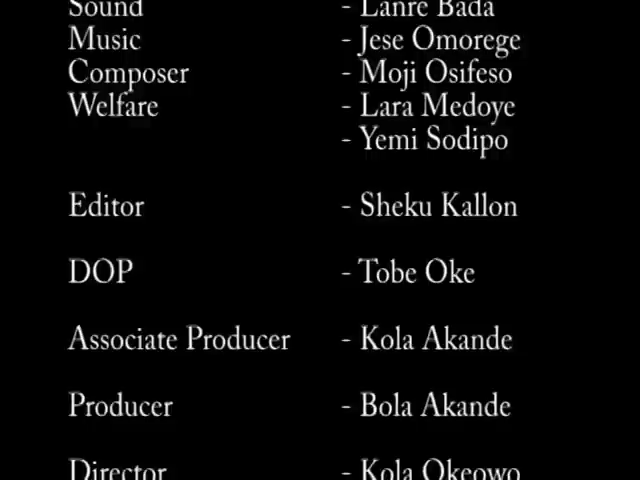 Sound - Lanre Bada
Music - Jese Omorege
Composer - Moji Osifeso
Welfare - Lara Medoye
- Yemi Sodipo
Editor - Sheku Kallon
DOP - Tobe Oke
Associate Producer - Kola Akande
Producer - Bola Akande
Director - Kola Okeowo